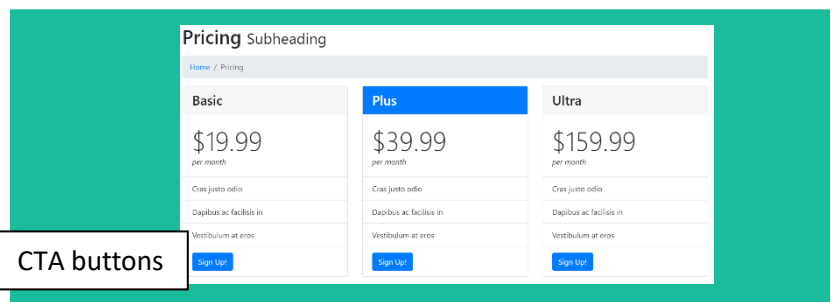 Pricing Subheading
Home / Pricing
Basic
$19.99
per month
Cras justo odio
Dapibus ac facilisis in
Vestibulum at eros
Sign Up!
Plus
$39.99
per month
Cras justo odio
Dapibus ac facilisis in
Vestibulum at eros
Sign Up!
Ultra
$159.99
per month
Cras justo odio
Dapibus ac facilisis in
Vestibulum at eros
Sign Up!
CTA buttons